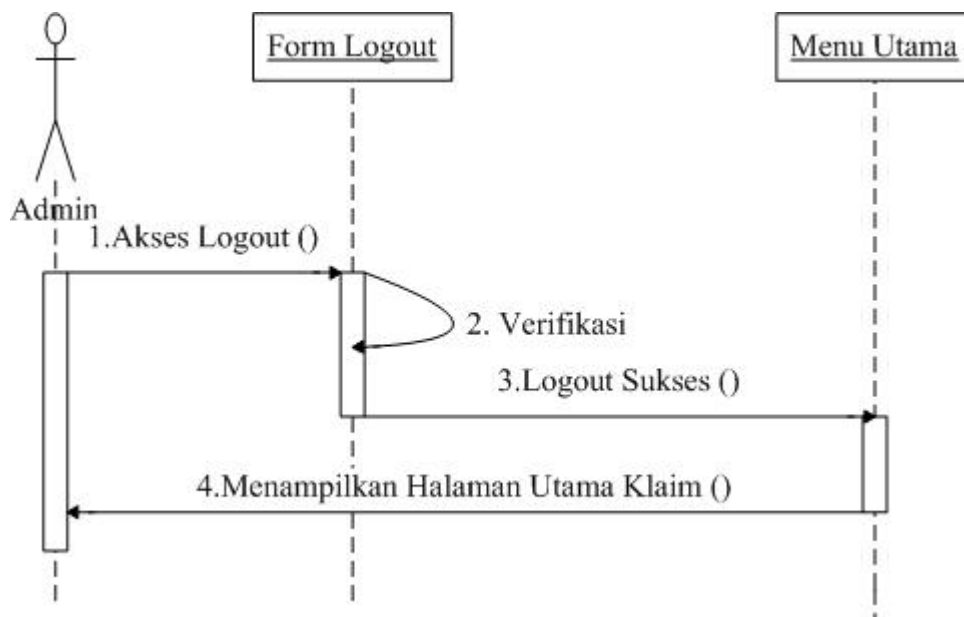 Form Logout
Menu Utama
Admin
1.Akses Logout ()
2. Verifikasi
3.Logout Sukses ()
4.Menampilkan Halaman Utama Klaim ()